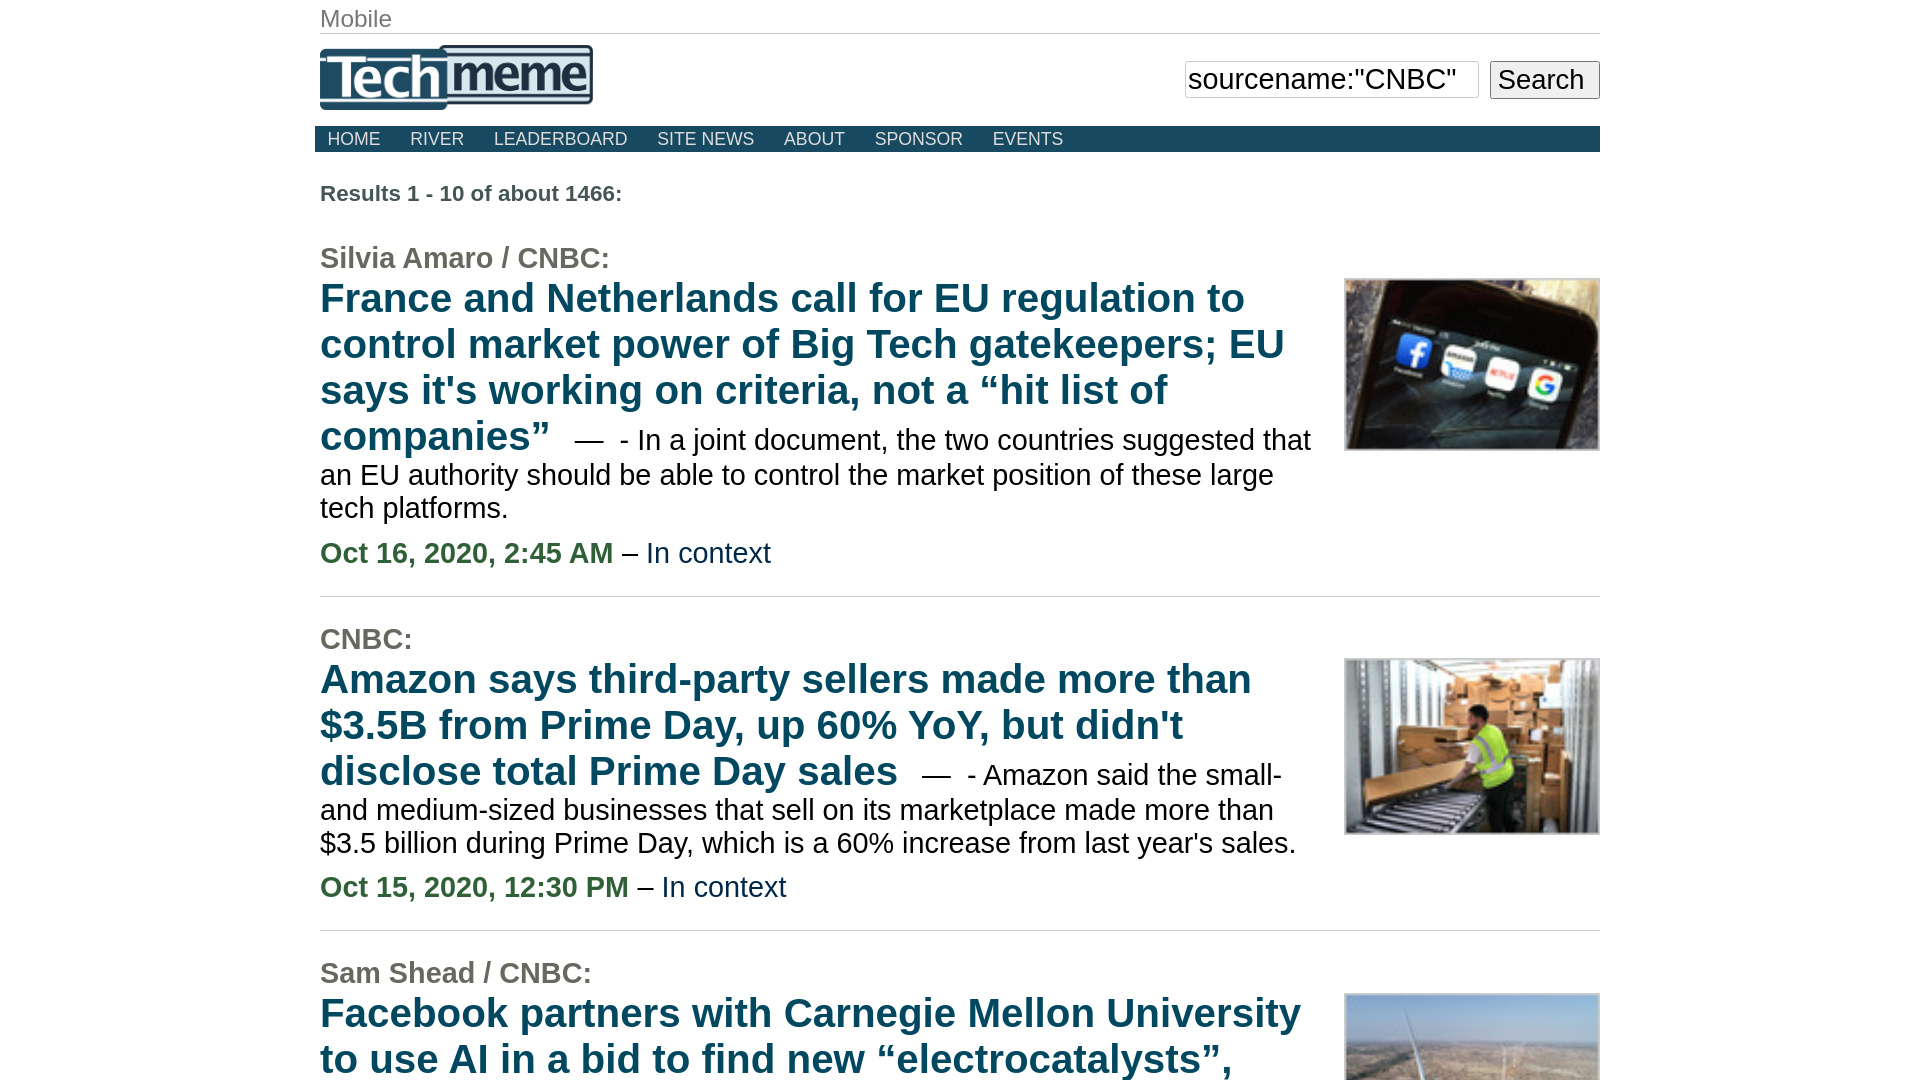 Mobile
Techmeme
sourcename:"CNBC"
Search
HOME RIVER LEADERBOARD SITE NEWS ABOUT SPONSOR EVENTS
Results 1 - 10 of about 1466:
Silvia Amaro / CNBC:
France and Netherlands call for EU regulation to
control market power of Big Tech gatekeepers; EU
says it's working on criteria, not a “hit list of
companies” — - In a joint document, the two countries suggested that
an EU authority should be able to control the market position of these large
tech platforms.
Oct 16, 2020, 2:45 AM – In context
CNBC:
Amazon says third-party sellers made more than
$3.5B from Prime Day, up 60% YoY, but didn't
disclose total Prime Day sales — - Amazon said the small-
and medium-sized businesses that sell on its marketplace made more than
$3.5 billion during Prime Day, which is a 60% increase from last year's sales.
Oct 15, 2020, 12:30 PM – In context
Sam Shead / CNBC:
Facebook partners with Carnegie Mellon University
to use AI in a bid to find new “electrocatalysts”,